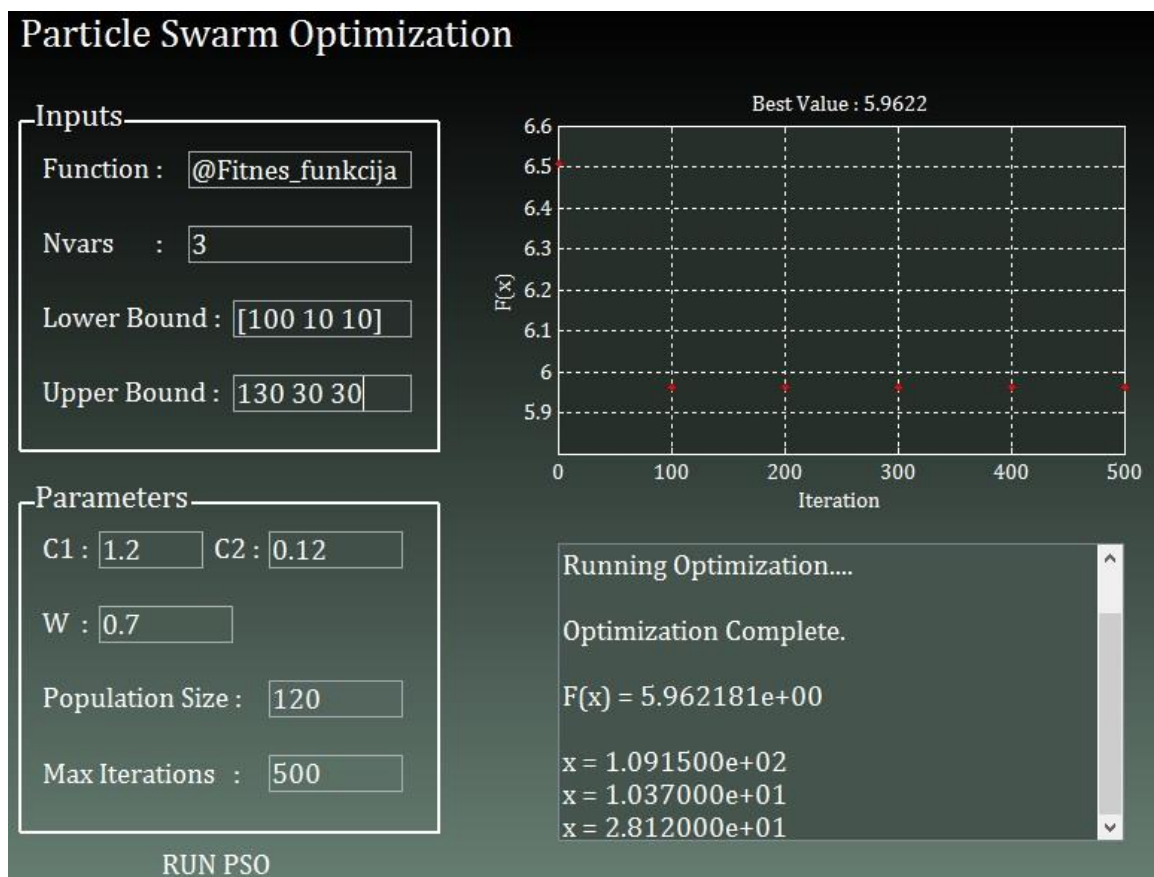 Particle Swarm Optimization
Inputs
Function : @Fitnes_funkcija
Nvars : 3
Lower Bound : [100 10 10]
Upper Bound : 130 30 30
Parameters
C1 : 1.2 C2 : 0.12
W : 0.7
Population Size : 120
Max Iterations : 500
RUN PSO
Best Value : 5.9622
6.6
6.5
6.4
6.3
6.2
6.1
6
5.9
F(x)
0 100 200 300 400 500
Iteration
Running Optimization....
Optimization Complete.
F(x) = 5.962181e+00
x = 1.091500e+02
x = 1.037000e+01
x = 2.812000e+01